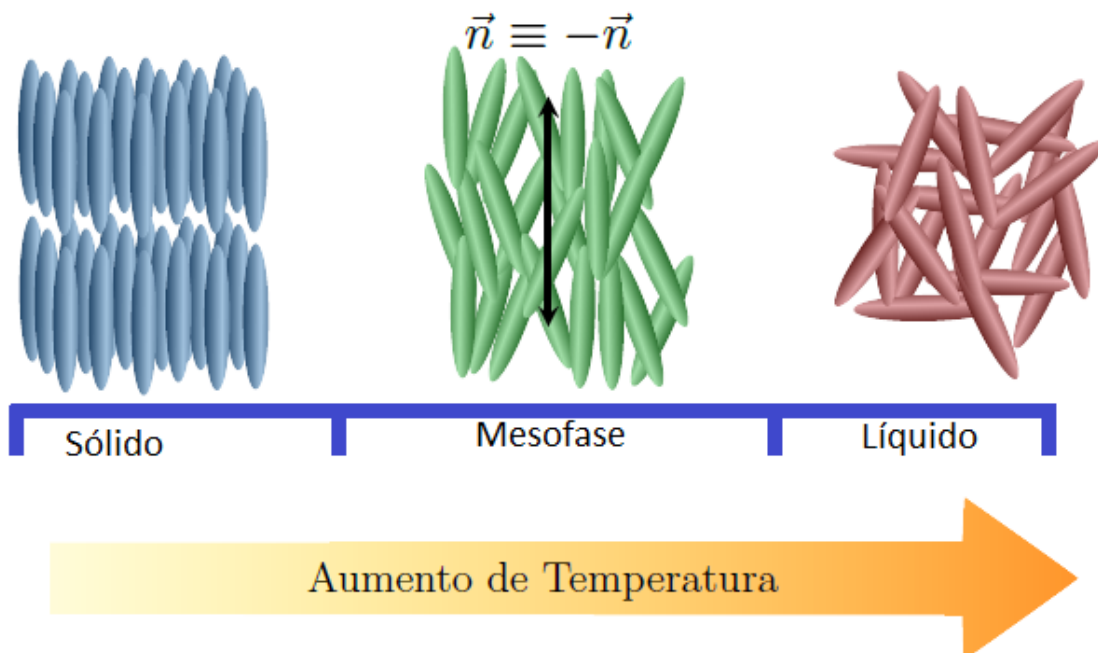 n⃗ ≡ −n⃗
Sólido
Mesofase
Líquido
Aumento de Temperatura